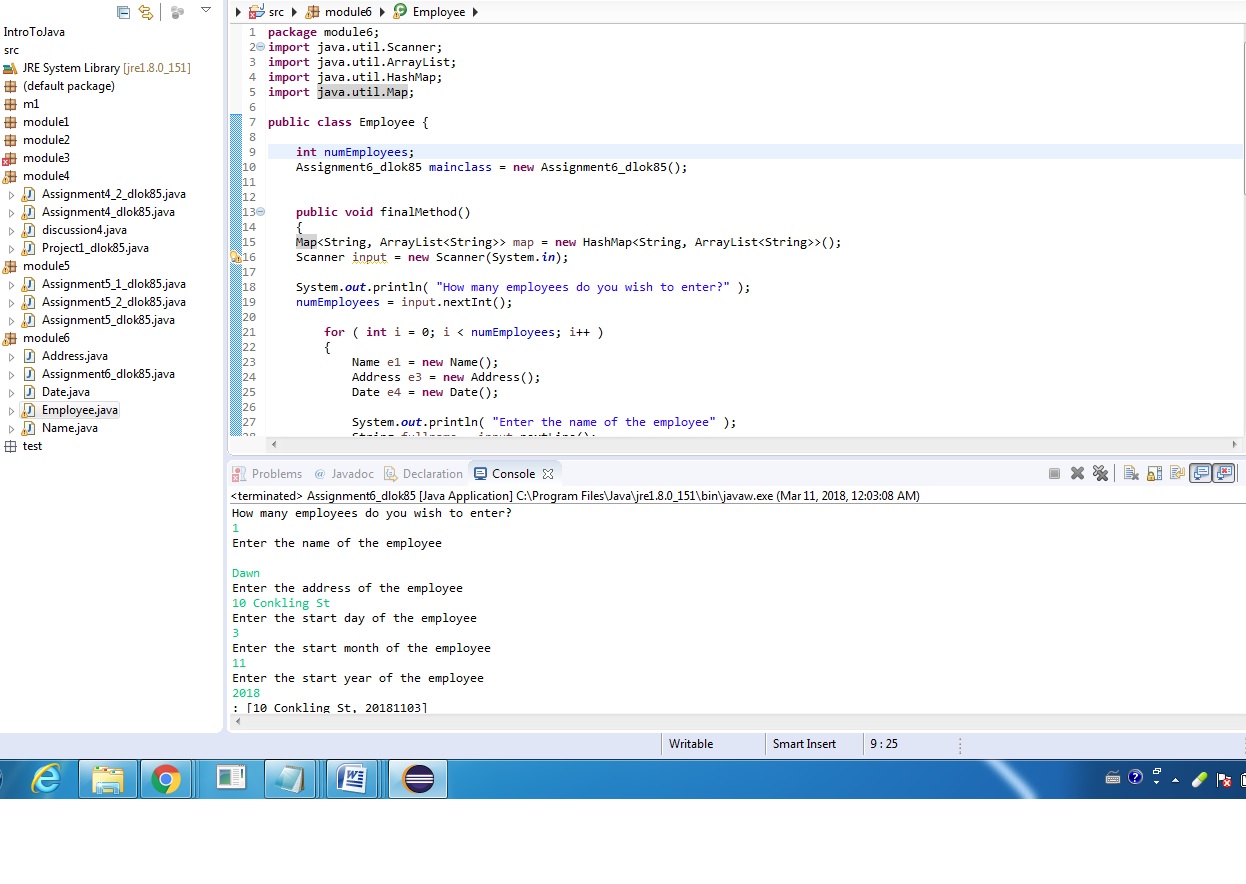 IntroToJava
src
JRE System Library [jre1.8.0_151]
(default package)
m1
module1
module2
module3
module4
Assignment4_2_dlok85.java
Assignment4_dlok85.java
discussion4.java
Project1_dlok85.java
module5
Assignment5_1_dlok85.java
Assignment5_2_dlok85.java
Assignment5_dlok85.java
module6
Address.java
Assignment6_dlok85.java
Date.java
Employee.java
Name.java
test
src module6 Employee
1 package module6;
2 import java.util.Scanner;
3 import java.util.ArrayList;
4 import java.util.HashMap;
5 import java.util.Map;
6
7 public class Employee {
8
9 int numEmployees;
10 Assignment6_dlok85 mainclass = new Assignment6_dlok85();
11
12
13 public void finalMethod()
14 {
15 Map<String, ArrayList<String>> map = new HashMap<String, ArrayList<String>>();
16 Scanner input = new Scanner(System.in);
17
18 System.out.println( "How many employees do you wish to enter?" );
19 numEmployees = input.nextInt();
20
21 for ( int i = 0; i < numEmployees; i++ )
22 {
23 Name e1 = new Name();
24 Address e3 = new Address();
25 Date e4 = new Date();
26
27 System.out.println( "Enter the name of the employee" );
Problems @ Javadoc Declaration Console
<terminated> Assignment6_dlok85 [Java Application] C:\Program Files\Java\jre1.8.0_151\bin\javaw.exe (Mar 11, 2018, 12:03:08 AM)
How many employees do you wish to enter?
1
Enter the name of the employee
Dawn
Enter the address of the employee
10 Conkling St
Enter the start day of the employee
3
Enter the start month of the employee
11
Enter the start year of the employee
2018
: [10 Conkling St, 20181103]
Writable Smart Insert 9 : 25